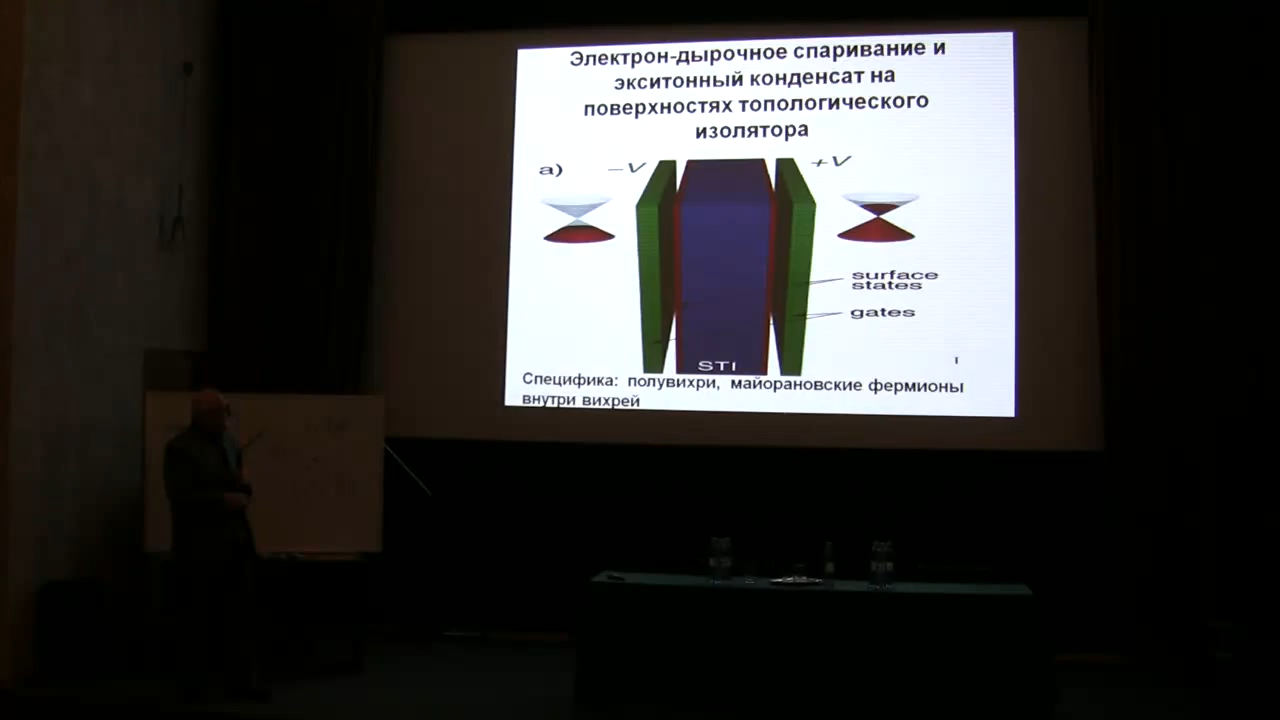 Электрон-дырочное спаривание и
экситонный конденсат на
поверхностях топологического
изолятора
a)
−V
+V
surface
states
gates
STI
Специфика: полувихри, майорановские фермионы
внутри вихрей